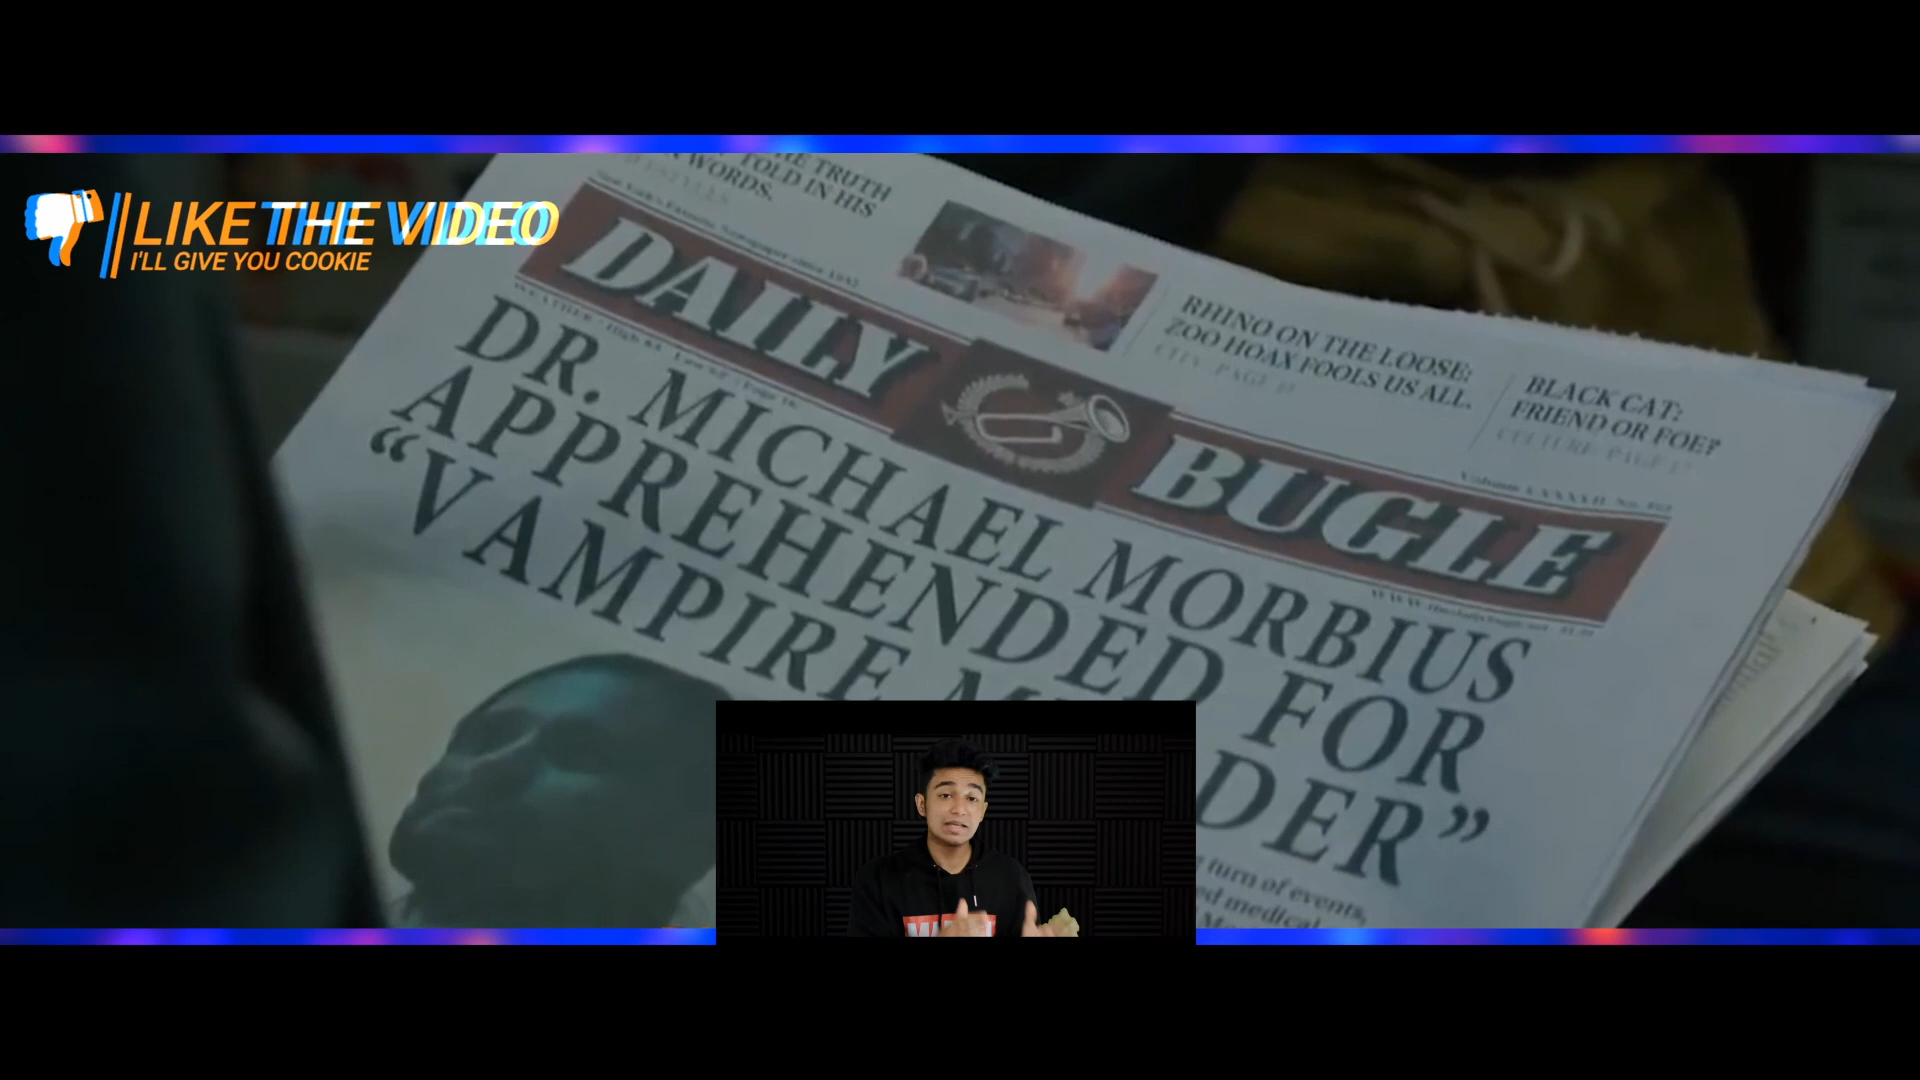 LIKE THE VIDEO
I'LL GIVE YOU COOKIE
TRUTH
TOLD IN HIS
WORDS.
RHINO ON THE LOOSE:
ZOO HOAX FOOLS US ALL.
BLACK CAT:
FRIEND OR FOE?
DAILY BUGLE
DR. MICHAEL MORBIUS
APPREHENDED FOR
“VAMPIRE
DER”
turn of events,
medical